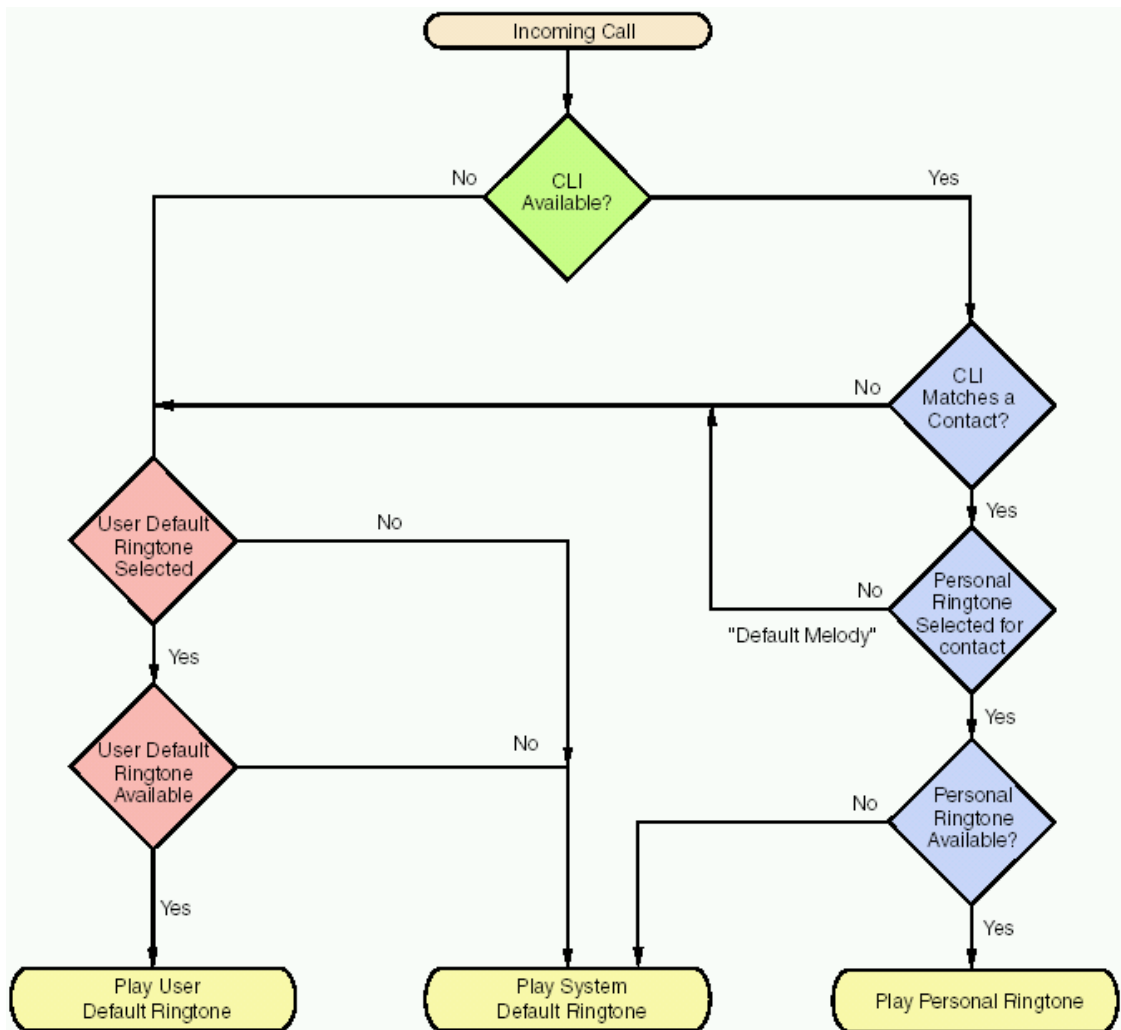 Incoming Call
No
CLI
Available?
Yes
No
CLI
Matches a
Contact?
Yes
User Default
Ringtone
Selected
No
No
"Default Melody"
Personal
Ringtone
Selected for
contact
Yes
Yes
User Default
Ringtone
Available
No
No
Personal
Ringtone
Available?
Yes
Yes
Play User
Default Ringtone
Play System
Default Ringtone
Play Personal Ringtone